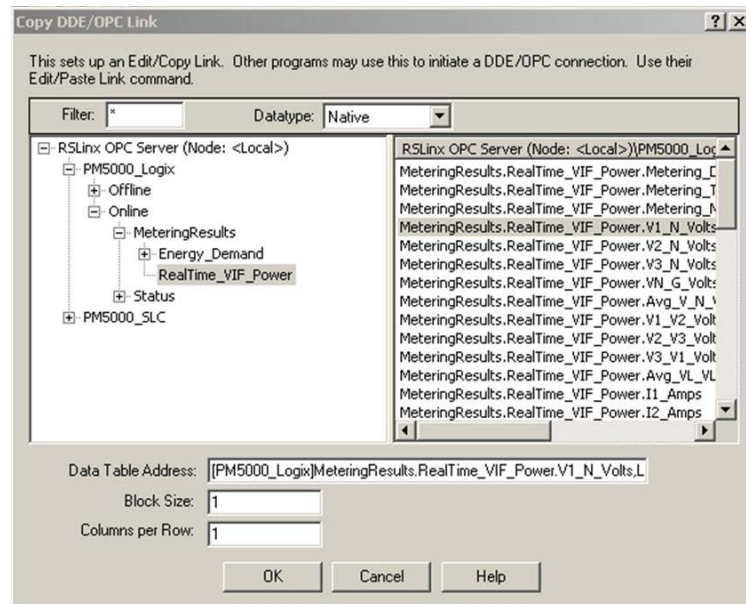 Copy DDE/OPC Link
This sets up an Edit/Copy Link. Other programs may use this to initiate a DDE/OPC connection. Use their
Edit/Paste Link command.
Filter: *
Datatype: Native
RSLinx OPC Server (Node: <Local>)
PM5000_Logix
Offline
Online
MeteringResults
Energy_Demand
RealTime_VIF_Power
Status
PM5000_SLC
RSLinx OPC Server (Node: <Local>)\PM5000_Log
MeteringResults.RealTime_VIF_Power.Metering_D
MeteringResults.RealTime_VIF_Power.Metering_T
MeteringResults.RealTime_VIF_Power.Metering_M
MeteringResults.RealTime_VIF_Power.V1_N_Volts
MeteringResults.RealTime_VIF_Power.V2_N_Volts
MeteringResults.RealTime_VIF_Power.V3_N_Volts
MeteringResults.RealTime_VIF_Power.VN_G_Volts
MeteringResults.RealTime_VIF_Power.Avg_V_N_V
MeteringResults.RealTime_VIF_Power.V1_V2_Volt
MeteringResults.RealTime_VIF_Power.V2_V3_Volt
MeteringResults.RealTime_VIF_Power.V3_V1_Volt
MeteringResults.RealTime_VIF_Power.Avg_VL_VL
MeteringResults.RealTime_VIF_Power.I1_Amps
MeteringResults.RealTime_VIF_Power.I2_Amps
Data Table Address: [PM5000_Logix]MeteringResults.RealTime_VIF_Power.V1_N_Volts,L
Block Size: 1
Columns per Row: 1
OK
Cancel
Help